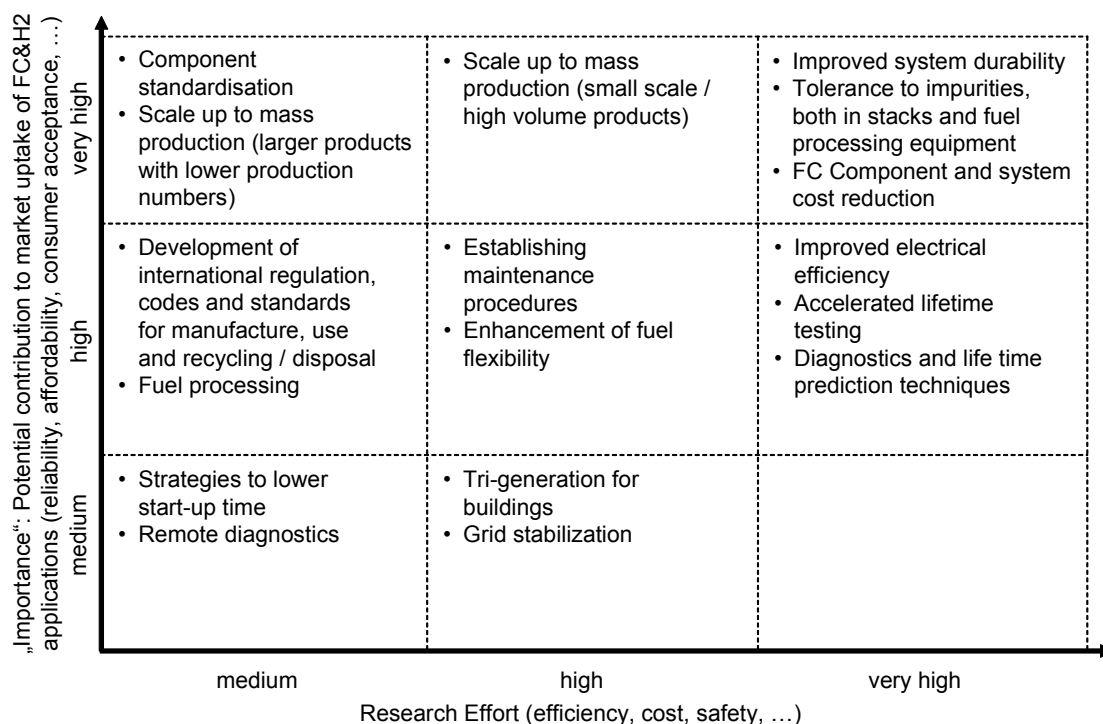 „Importance“: Potential contribution to market uptake of FC&H2
applications (reliability, affordability, consumer acceptance, …)
very high
• Component
standardisation
• Scale up to mass
production (larger products
with lower production
numbers)
• Scale up to mass
production (small scale /
high volume products)
• Improved system durability
• Tolerance to impurities,
both in stacks and fuel
processing equipment
• FC Component and system
cost reduction
high
• Development of
international regulation,
codes and standards
for manufacture, use
and recycling / disposal
• Fuel processing
• Establishing
maintenance
procedures
• Enhancement of fuel
flexibility
• Improved electrical
efficiency
• Accelerated lifetime
testing
• Diagnostics and life time
prediction techniques
medium
• Strategies to lower
start-up time
• Remote diagnostics
• Tri-generation for
buildings
• Grid stabilization
medium
high
very high
Research Effort (efficiency, cost, safety, …)